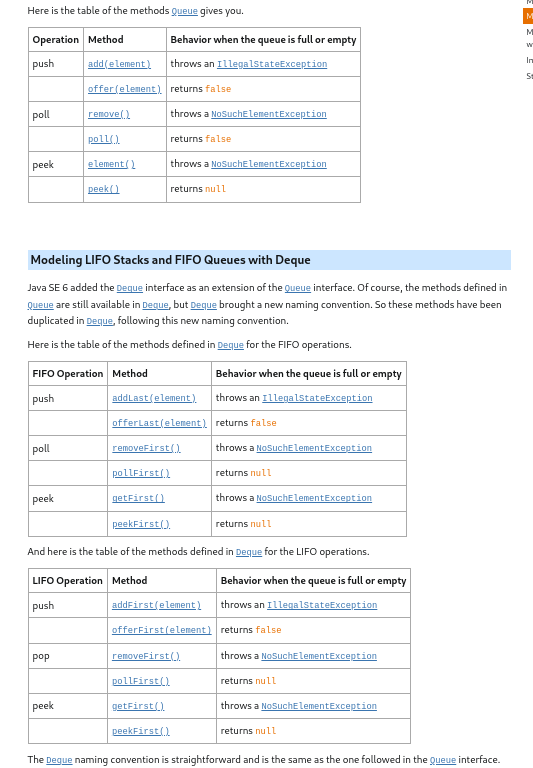 Here is the table of the methods Queue gives you.
Operation Method Behavior when the queue is full or empty
push add(element) throws an IllegalStateException
offer(element) returns false
poll remove() throws a NoSuchElementException
poll() returns false
peek element() throws a NoSuchElementException
peek() returns null
Modeling LIFO Stacks and FIFO Queues with Deque
Java SE 6 added the Deque interface as an extension of the Queue interface. Of course, the methods defined in
Queue are still available in Deque, but Deque brought a new naming convention. So these methods have been
duplicated in Deque, following this new naming convention.
Here is the table of the methods defined in Deque for the FIFO operations.
FIFO Operation Method Behavior when the queue is full or empty
push addLast(element) throws an IllegalStateException
offerLast(element) returns false
poll removeFirst() throws a NoSuchElementException
pollFirst() returns null
peek getFirst() throws a NoSuchElementException
peekFirst() returns null
And here is the table of the methods defined in Deque for the LIFO operations.
LIFO Operation Method Behavior when the queue is full or empty
push addFirst(element) throws an IllegalStateException
offerFirst(element) returns false
pop removeFirst() throws a NoSuchElementException
pollFirst() returns null
peek getFirst() throws a NoSuchElementException
peekFirst() returns null
The Deque naming convention is straightforward and is the same as the one followed in the Queue interface.